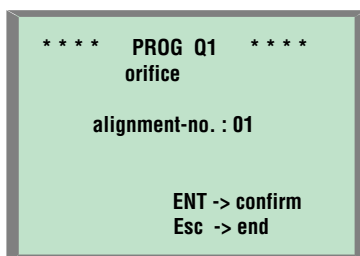 * * * * PROG Q1 * * * *
orifice
alignment-no. : 01
ENT -> confirm
Esc -> end